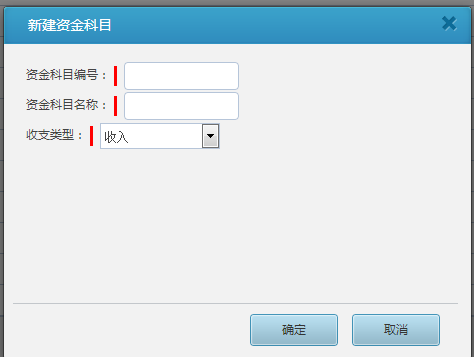 新建资金科目
资金科目编号：
资金科目名称：
收支类型： 收入
确定 取消